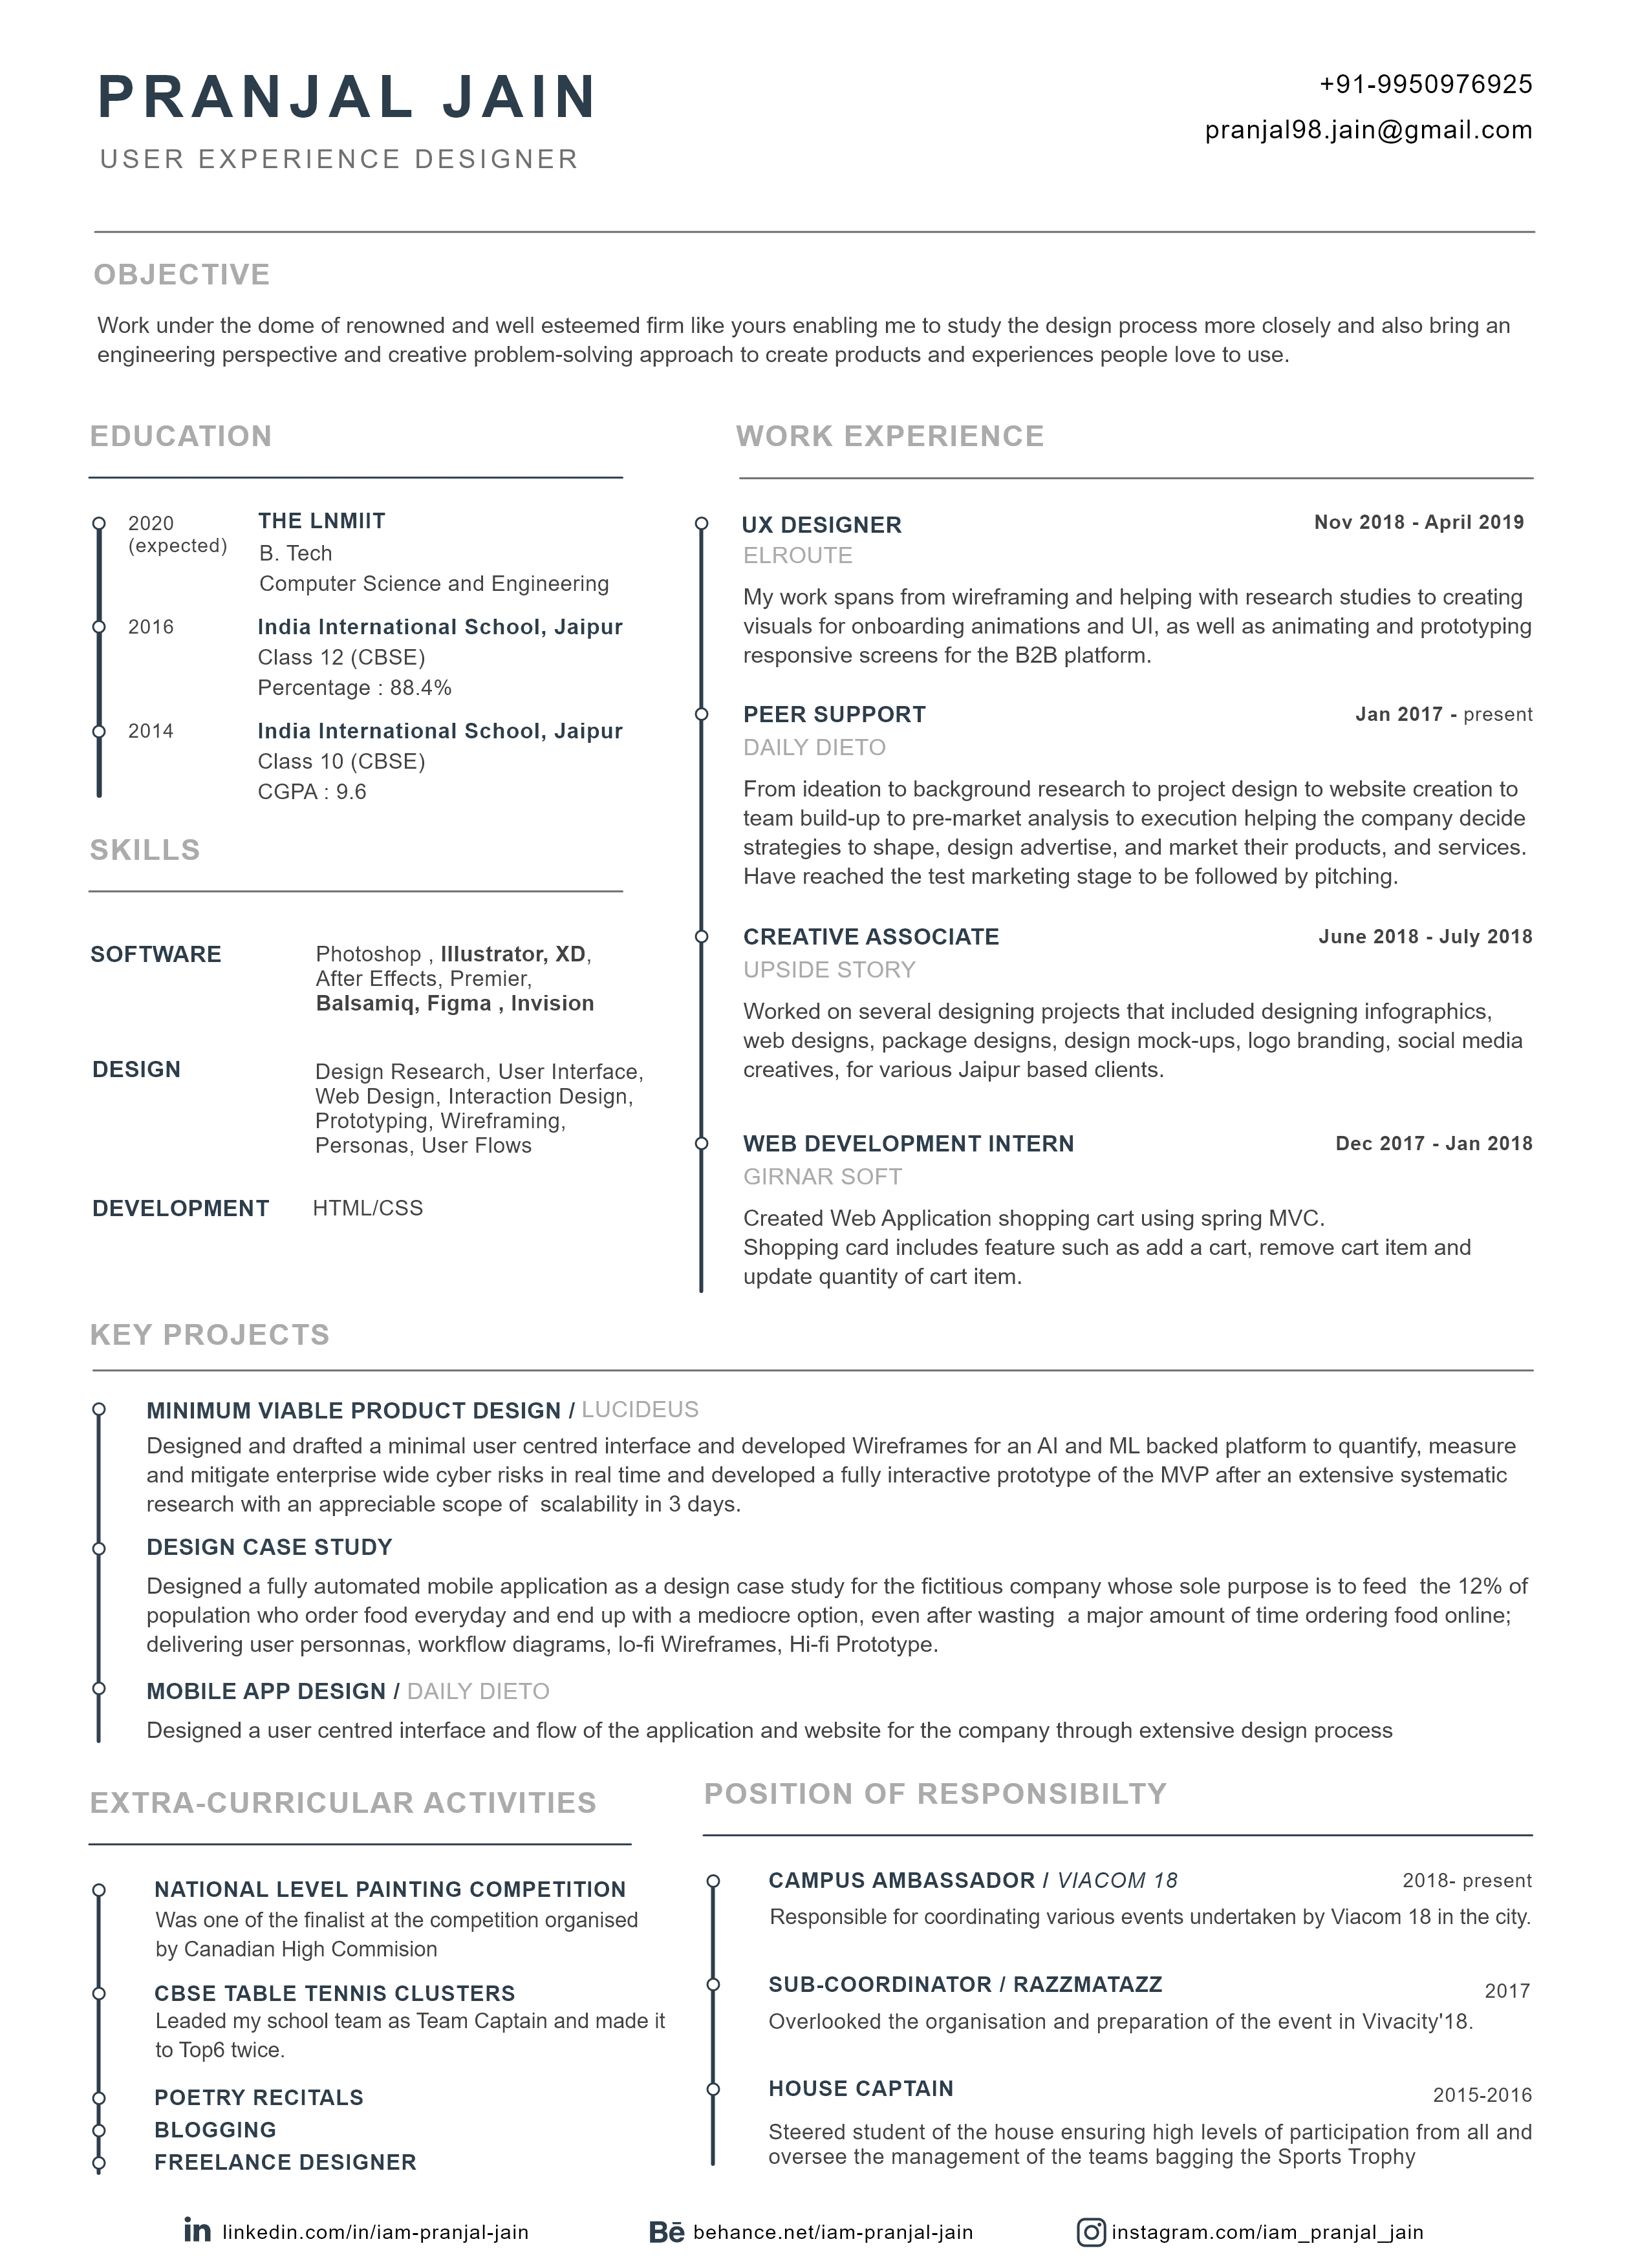 PRANJAL JAIN
USER EXPERIENCE DESIGNER
+91-9950976925
pranjal98.jain@gmail.com
OBJECTIVE
Work under the dome of renowned and well esteemed firm like yours enabling me to study the design process more closely and also bring an
engineering perspective and creative problem-solving approach to create products and experiences people love to use.
EDUCATION
2020
(expected)
THE LNMIIT
B. Tech
Computer Science and Engineering
2016
India International School, Jaipur
Class 12 (CBSE)
Percentage : 88.4%
2014
India International School, Jaipur
Class 10 (CBSE)
CGPA : 9.6
SKILLS
SOFTWARE
Photoshop , Illustrator, XD,
After Effects, Premier,
Balsamiq, Figma , Invision
DESIGN
Design Research, User Interface,
Web Design, Interaction Design,
Prototyping, Wireframing,
Personas, User Flows
DEVELOPMENT
HTML/CSS
WORK EXPERIENCE
UX DESIGNER
Nov 2018 - April 2019
ELROUTE
My work spans from wireframing and helping with research studies to creating
visuals for onboarding animations and UI, as well as animating and prototyping
responsive screens for the B2B platform.
PEER SUPPORT
Jan 2017 - present
DAILY DIETO
From ideation to background research to project design to website creation to
team build-up to pre-market analysis to execution helping the company decide
strategies to shape, design advertise, and market their products, and services.
Have reached the test marketing stage to be followed by pitching.
CREATIVE ASSOCIATE
June 2018 - July 2018
UPSIDE STORY
Worked on several designing projects that included designing infographics,
web designs, package designs, design mock-ups, logo branding, social media
creatives, for various Jaipur based clients.
WEB DEVELOPMENT INTERN
Dec 2017 - Jan 2018
GIRNAR SOFT
Created Web Application shopping cart using spring MVC.
Shopping card includes feature such as add a cart, remove cart item and
update quantity of cart item.
KEY PROJECTS
MINIMUM VIABLE PRODUCT DESIGN / LUCIDEUS
Designed and drafted a minimal user centred interface and developed Wireframes for an AI and ML backed platform to quantify, measure
and mitigate enterprise wide cyber risks in real time and developed a fully interactive prototype of the MVP after an extensive systematic
research with an appreciable scope of  scalability in 3 days.
DESIGN CASE STUDY
Designed a fully automated mobile application as a design case study for the fictitious company whose sole purpose is to feed  the 12% of
population who order food everyday and end up with a mediocre option, even after wasting  a major amount of time ordering food online;
delivering user personnas, workflow diagrams, lo-fi Wireframes, Hi-fi Prototype.
MOBILE APP DESIGN / DAILY DIETO
Designed a user centred interface and flow of the application and website for the company through extensive design process
EXTRA-CURRICULAR ACTIVITIES
NATIONAL LEVEL PAINTING COMPETITION
Was one of the finalist at the competition organised
by Canadian High Commision
CBSE TABLE TENNIS CLUSTERS
Leaded my school team as Team Captain and made it
to Top6 twice.
POETRY RECITALS
BLOGGING
FREELANCE DESIGNER
POSITION OF RESPONSIBILTY
CAMPUS AMBASSADOR / VIACOM 18
2018- present
Responsible for coordinating various events undertaken by Viacom 18 in the city.
SUB-COORDINATOR / RAZZMATAZZ
2017
Overlooked the organisation and preparation of the event in Vivacity'18.
HOUSE CAPTAIN
2015-2016
Steered student of the house ensuring high levels of participation from all and
oversee the management of the teams bagging the Sports Trophy
in linkedin.com/in/iam-pranjal-jain
Bē behance.net/iam-pranjal-jain
instagram.com/iam_pranjal_jain